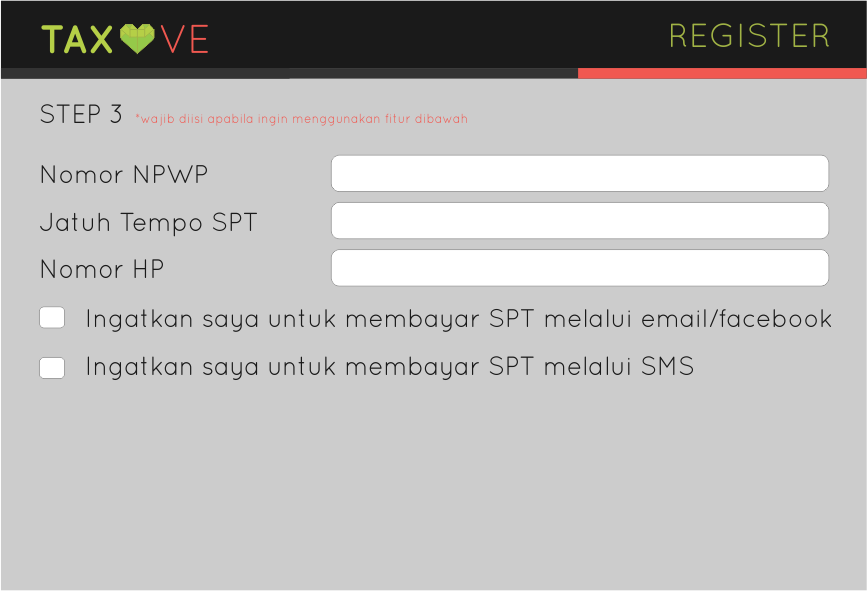 TAX VE
REGISTER
STEP 3 *wajib diisi apabila ingin menggunakan fitur dibawah
Nomor NPWP
Jatuh Tempo SPT
Nomor HP
Ingatkan saya untuk membayar SPT melalui email/facebook
Ingatkan saya untuk membayar SPT melalui SMS